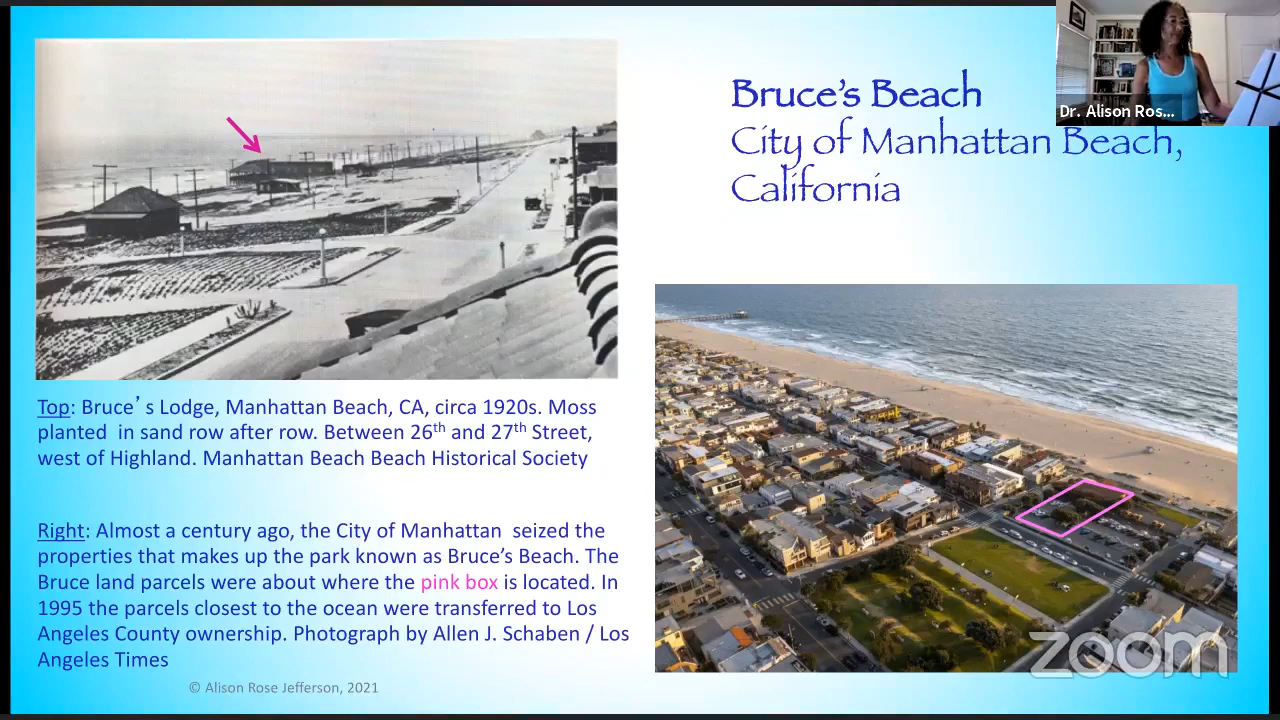 Bruce's Beach
City of Manhattan Beach,
California
Dr. Alison Ros...
Top: Bruce's Lodge, Manhattan Beach, CA, circa 1920s. Moss
planted in sand row after row. Between 26th and 27th Street,
west of Highland. Manhattan Beach Beach Historical Society
Right: Almost a century ago, the City of Manhattan seized the
properties that makes up the park known as Bruce's Beach. The
Bruce land parcels were about where the pink box is located. In
1995 the parcels closest to the ocean were transferred to Los
Angeles County ownership. Photograph by Allen J. Schaben / Los
Angeles Times
© Alison Rose Jefferson, 2021
zoom